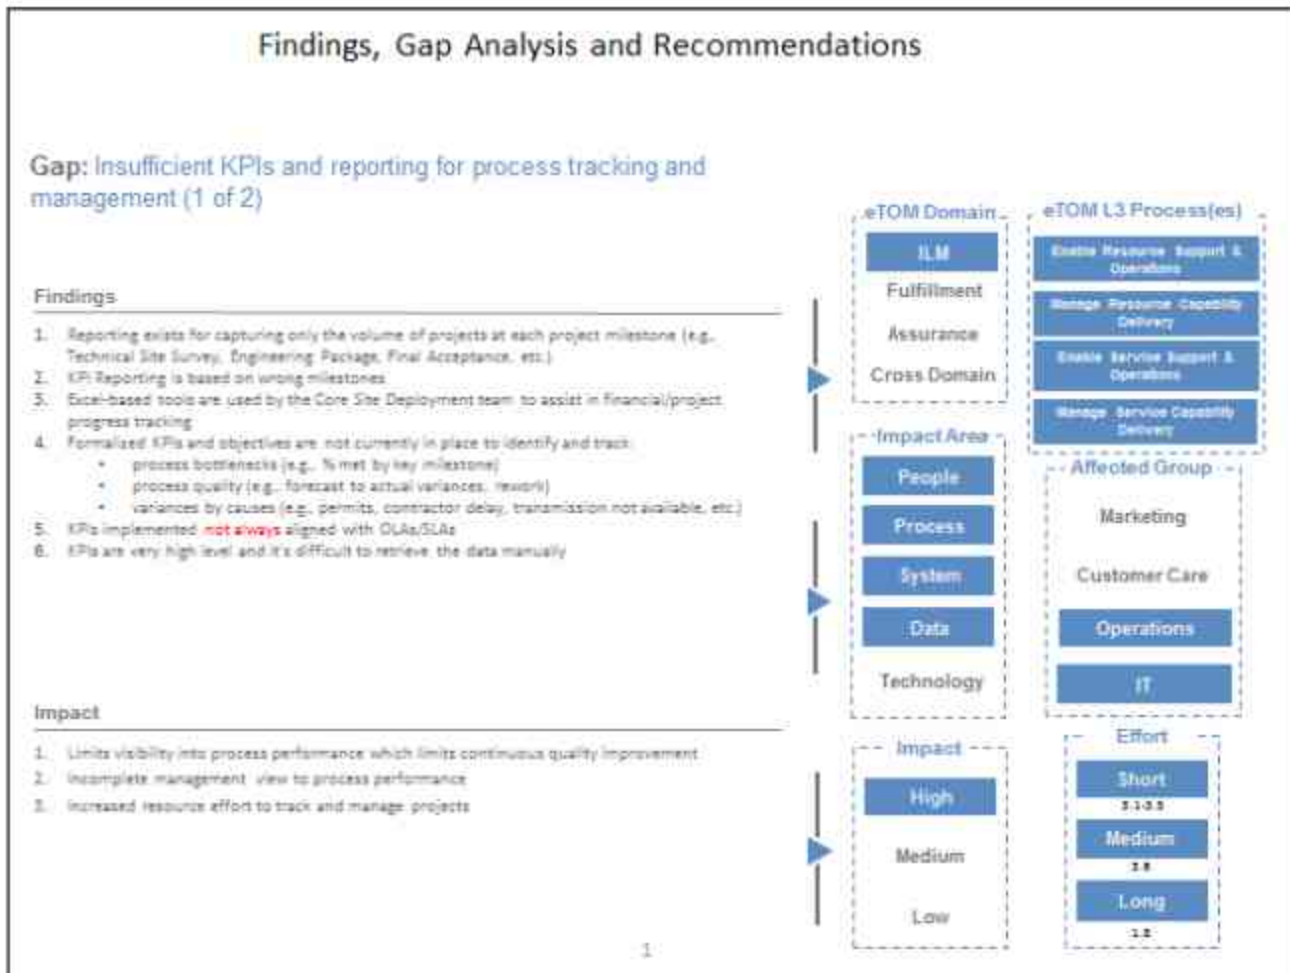 Findings, Gap Analysis and Recommendations
Gap: Insufficient KPIs and reporting for process tracking and
management (1 of 2)
Findings
1. Reporting exists for capturing only the volume of projects at each project milestone (e.g.,
Technical Site Survey, Engineering Package, Final Acceptance, etc.)
2. KPI Reporting is based on wrong milestones
3. Excel-based tools are used by the Core Site Deployment team to assist in financial/project
progress tracking
4. Formalized KPIs and objectives are not currently in place to identify and track:
• process bottlenecks (e.g., % met by key milestone)
• process quality (e.g., forecast to actual variances, rework)
• variances by causes (e.g., permits, contractor delay, transmission not available, etc.)
5. KPIs implemented not always aligned with OLAs/SLAs
6. KPIs are very high level and it's difficult to retrieve the data manually
Impact
1. Limits visibility into process performance which limits continuous quality improvement
2. Incomplete management view to process performance
3. Increased resource effort to track and manage projects
eTOM Domain
ILM
Fulfillment
Assurance
Cross Domain
eTOM L3 Process(es)
Enable Resource Support &
Operations
Manage Resource Capability
Delivery
Enable Service Support &
Operations
Manage Service Capability
Delivery
Impact Area
People
Process
System
Data
Technology
Affected Group
Marketing
Customer Care
Operations
IT
Impact
High
Medium
Low
Effort
Short
Medium
Long
1